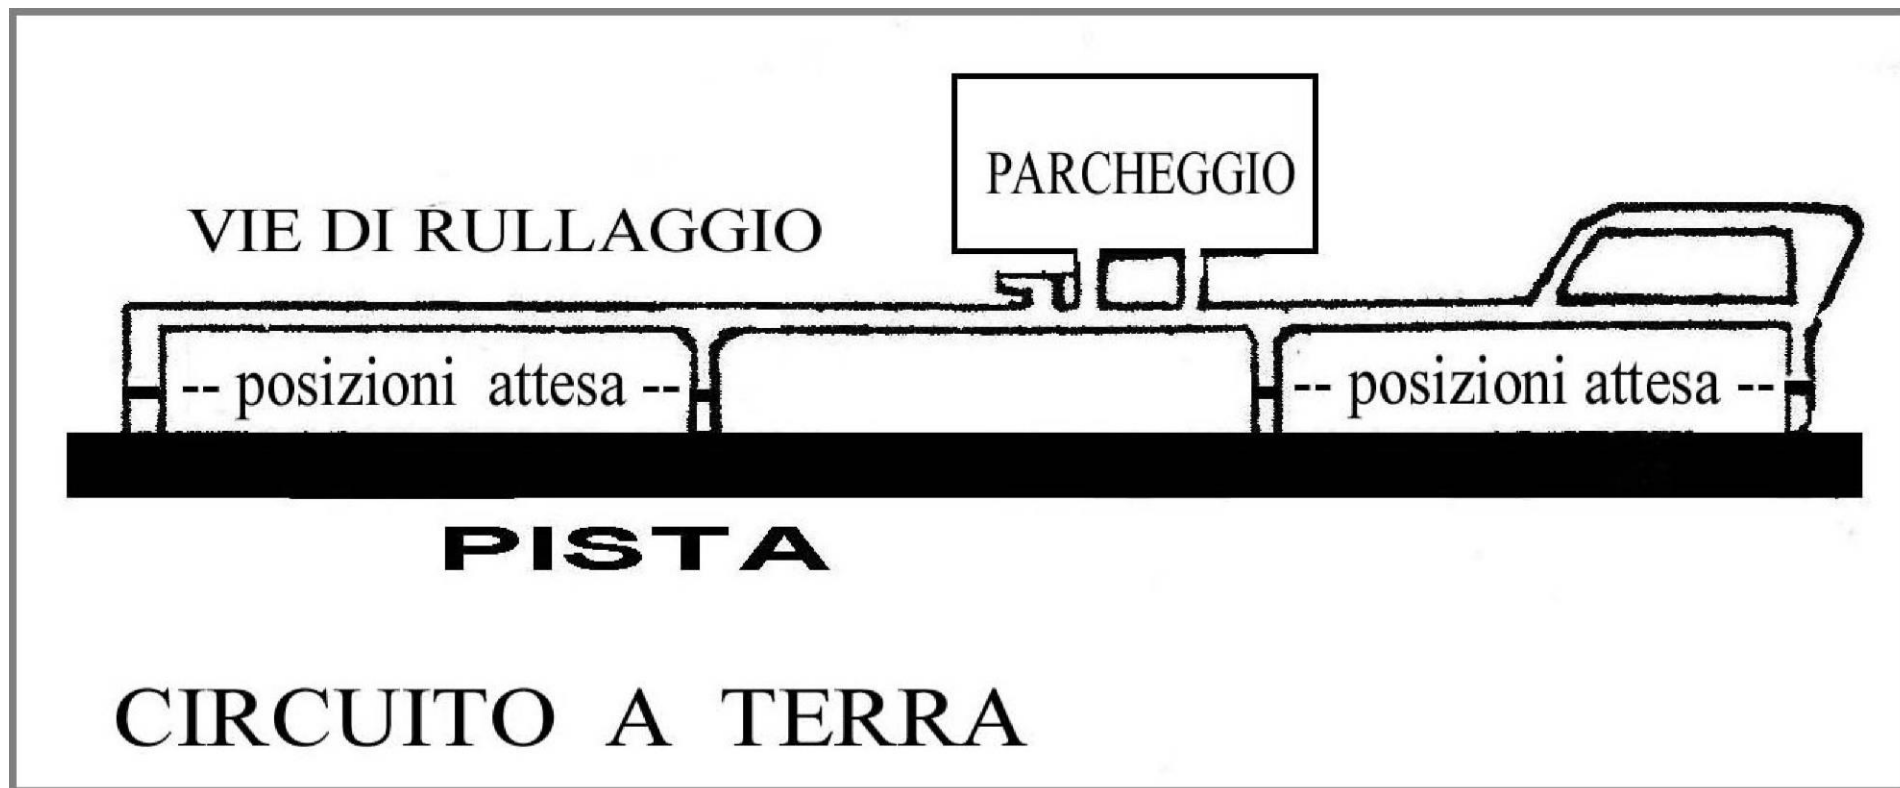 PARCHEGGIO
VIE DI RULLAGGIO
-- posizioni attesa --
-- posizioni attesa --
PISTA
CIRCUITO A TERRA